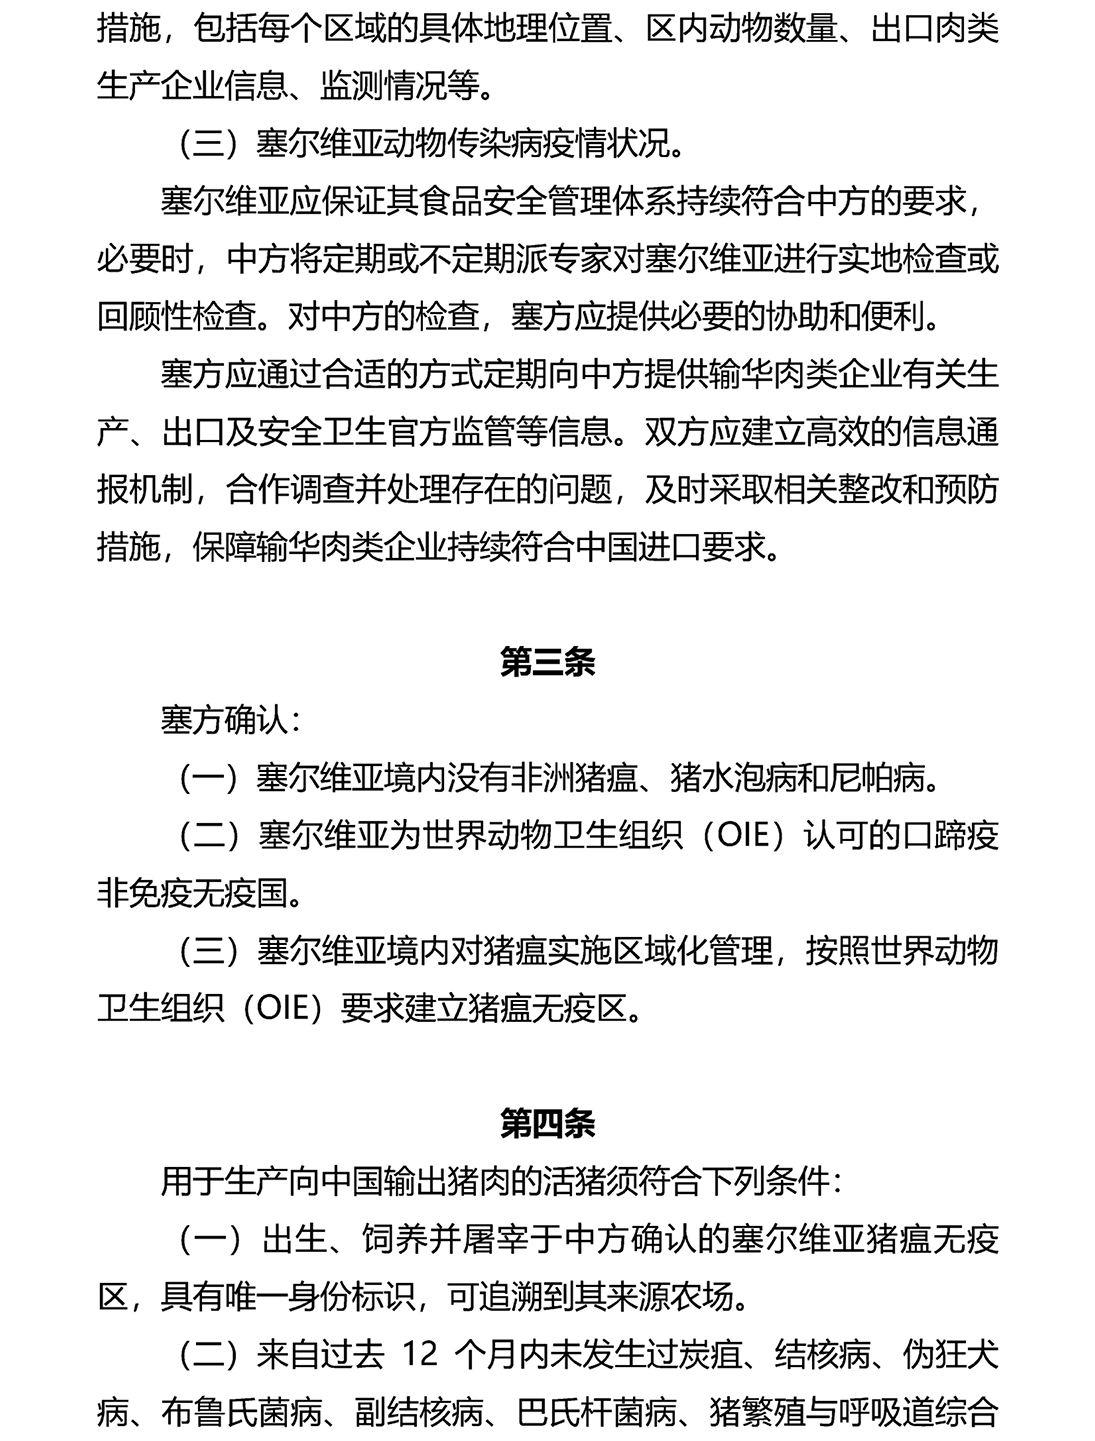 措施，包括每个区域的具体地理位置、区内动物数量、出口肉类
生产企业信息、监测情况等。
（三）塞尔维亚动物传染病疫情状况。
塞尔维亚应保证其食品安全管理体系持续符合中方的要求，
必要时，中方将定期或不定期派专家对塞尔维亚进行实地检查或
回顾性检查。对中方的检查，塞方应提供必要的协助和便利。
塞方应通过合适的方式定期向中方提供输华肉类企业有关生
产、出口及安全卫生官方监管等信息。双方应建立高效的信息通
报机制，合作调查并处理存在的问题，及时采取相关整改和预防
措施，保障输华肉类企业持续符合中国进口要求。
第三条
塞方确认：
（一）塞尔维亚境内没有非洲猪瘟、猪水泡病和尼帕病。
（二）塞尔维亚为世界动物卫生组织（OIE）认可的口蹄疫
非免疫无疫国。
（三）塞尔维亚境内对猪瘟实施区域化管理，按照世界动物
卫生组织（OIE）要求建立猪瘟无疫区。
第四条
用于生产向中国输出猪肉的活猪须符合下列条件：
（一）出生、饲养并屠宰于中方确认的塞尔维亚猪瘟无疫
区，具有唯一身份标识，可追溯到其来源农场。
（二）来自过去 12 个月内未发生过炭疽、结核病、伪狂犬
病、布鲁氏菌病、副结核病、巴氏杆菌病、猪繁殖与呼吸道综合